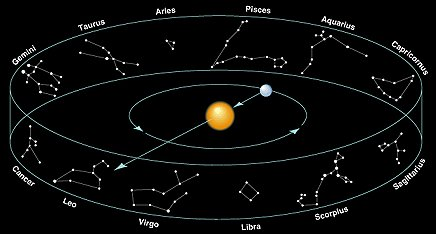 Gemini
Taurus
Aries
Pisces
Aquarius
Capricornus
Cancer
Leo
Virgo
Libra
Scorpius
Sagittarius